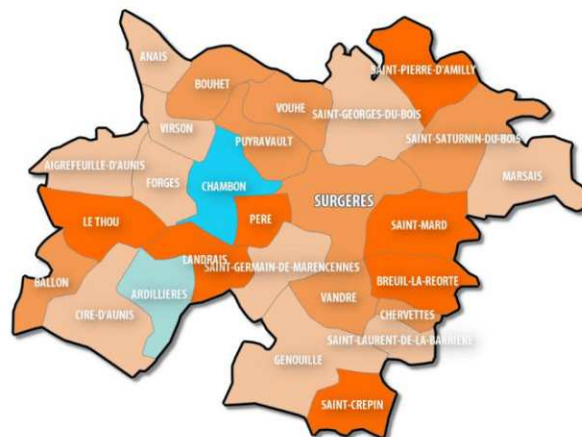 ANAIS
SAINT-PIERRE-D'AMILLY
BOUHET
VOUHE
SAINT-GEORGES-DU-BOIS
VIRSON
PUYRAVAULT
SAINT-SATURNIN-DU-BOIS
AIGREFEUILLE-D'AUNIS
FORGES
CHAMBON
MARSAIS
SURGERES
LE THOU
PERE
SAINT-MARD
LANDRAIS
SAINT-GERMAIN-DE-MARENCENNES
BALLON
ARDILLIERES
BREUIL-LA-REORTE
VANDRE
CIRE-D'AUNIS
CHERVETTES
SAINT-LAURENT-DE-LA-BARRIERE
GENOUILLE
SAINT-CREPIN